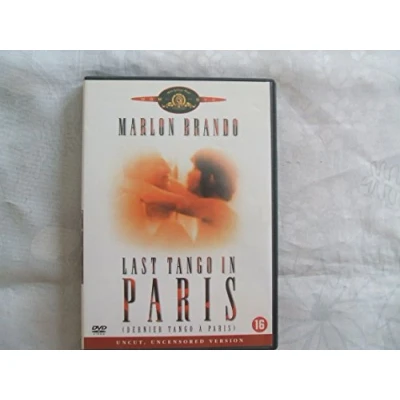 MARLON BRANDO
LAST TANGO IN
PARIS
(DERNIER TANGO A PARIS)
DVD
16
UNCUT, UNCENSORED VERSION